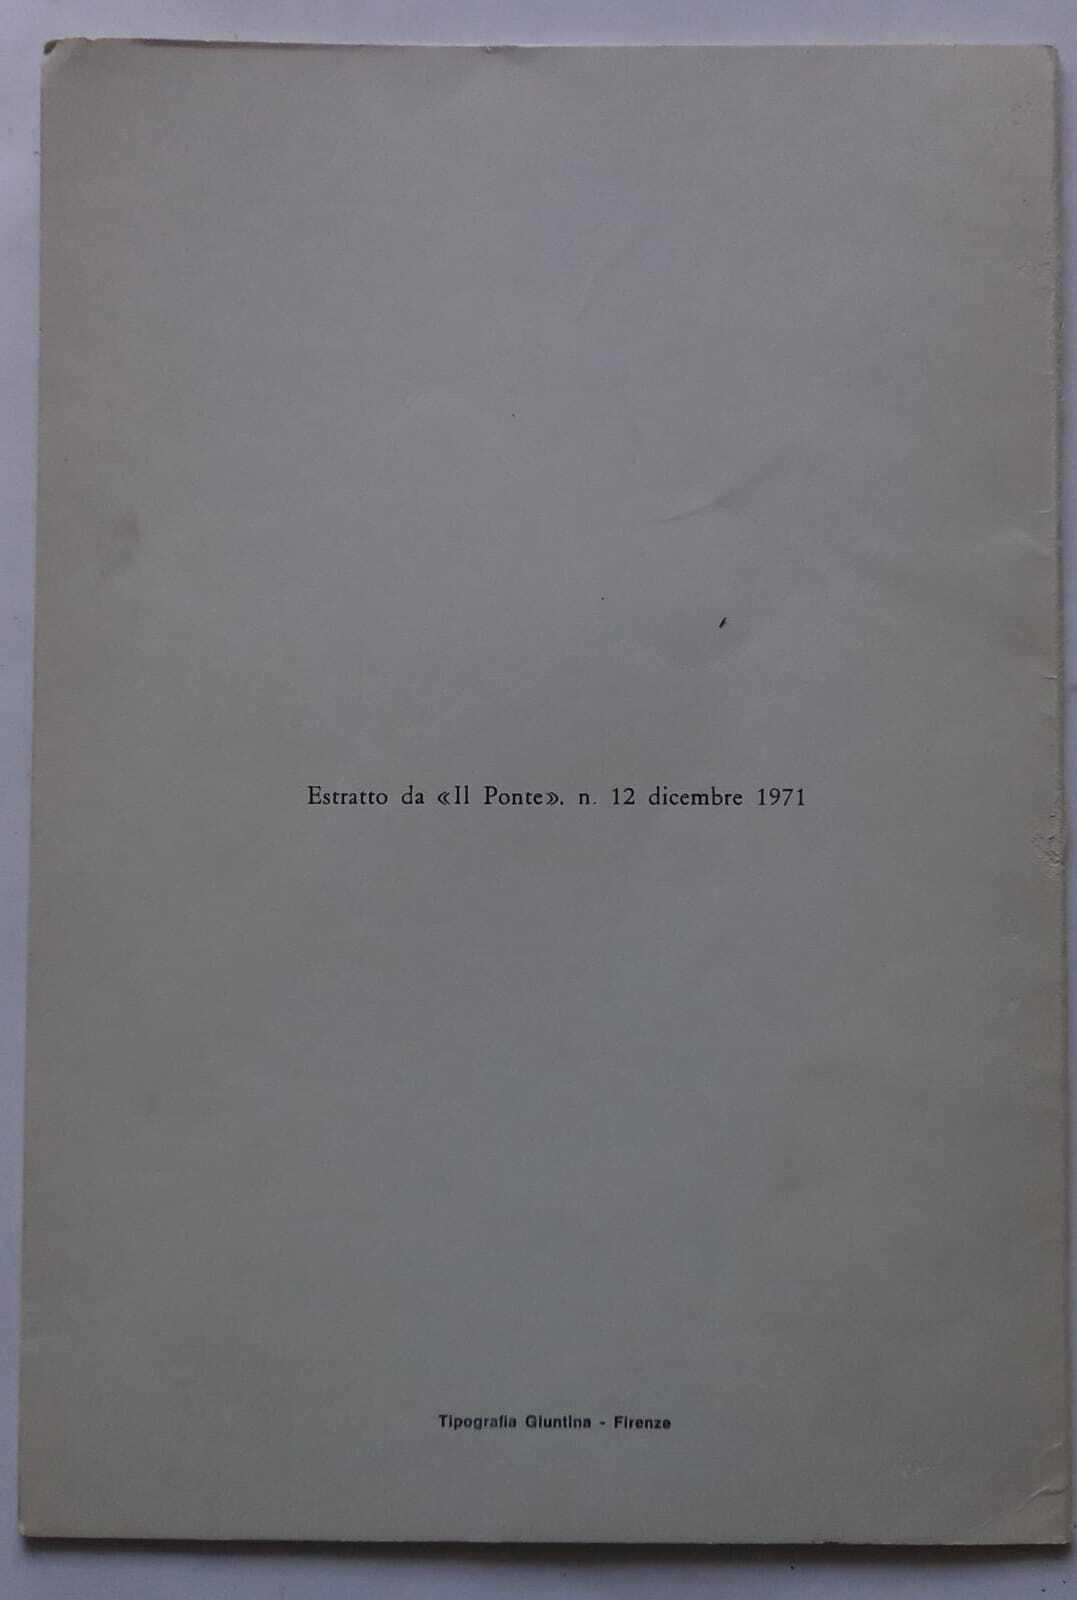 Estratto da «Il Ponte», n. 12 dicembre 1971
Tipografia Giuntina - Firenze